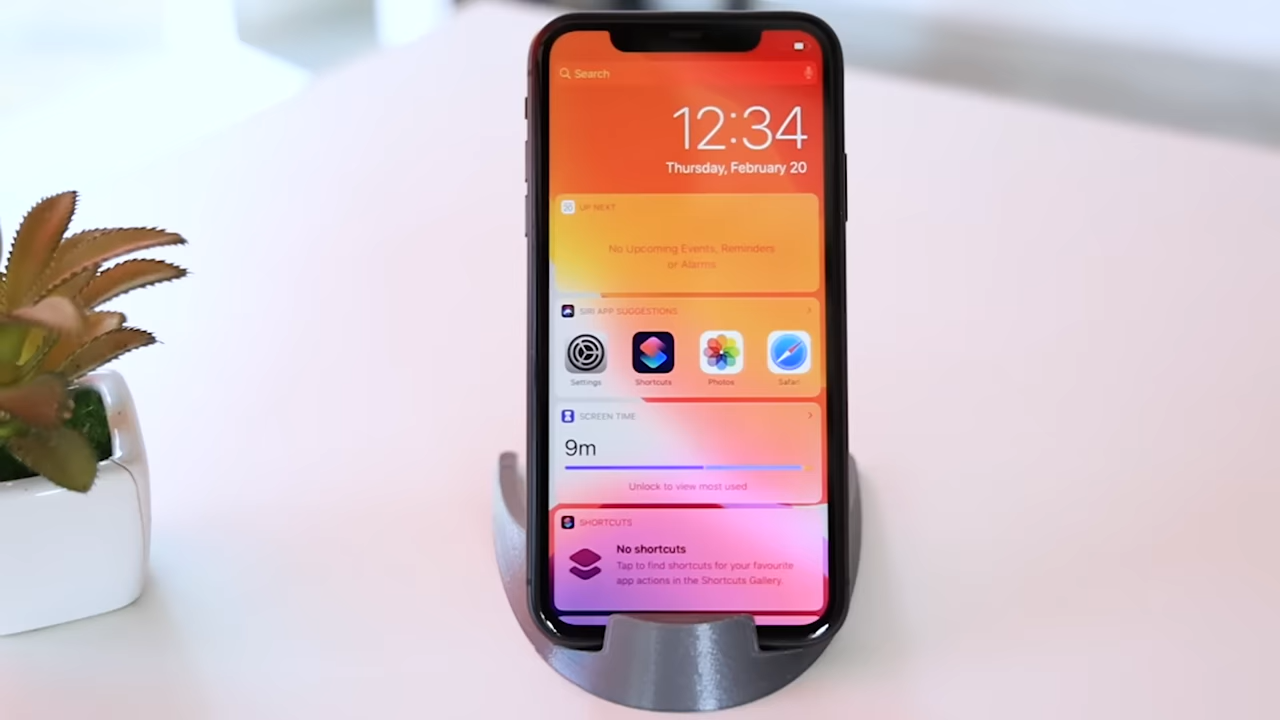 Search
12:34
Thursday, February 20
UP NEXT
No Upcoming Events, Reminders
or Alarms
SIRI APP SUGGESTIONS
Settings
Shortcuts
Photos
Safari
SCREEN TIME
9m
Unlock to view most used
SHORTCUTS
No shortcuts
Tap to find shortcuts for your favourite
app actions in the Shortcuts Gallery.